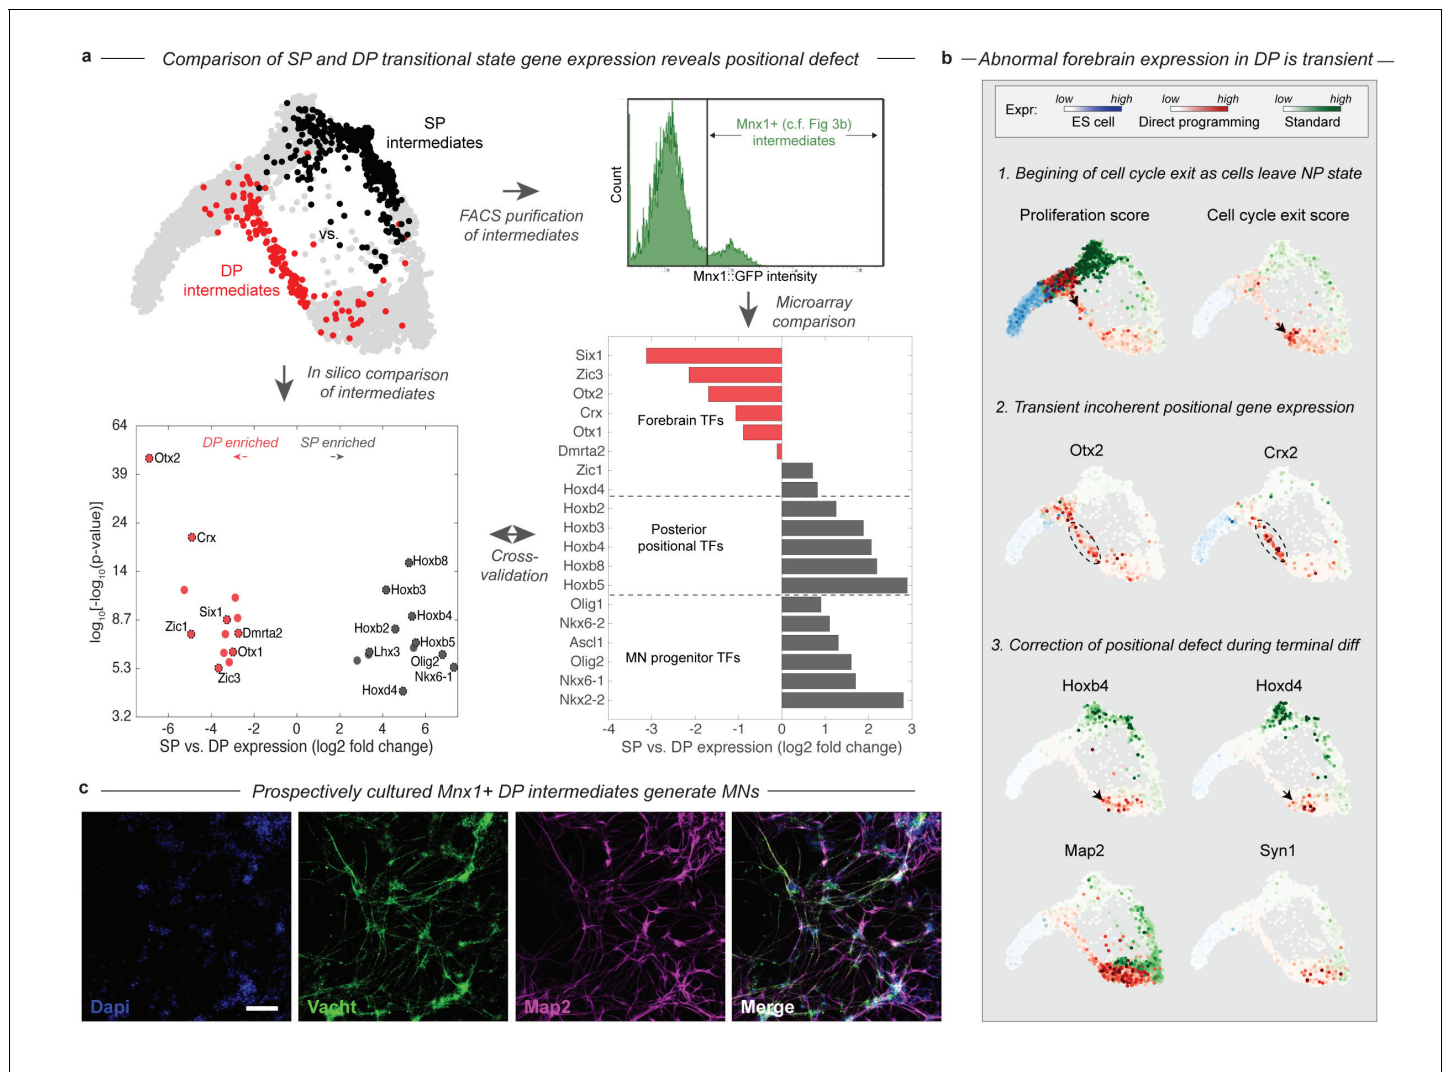 a
Comparison of SP and DP transitional state gene expression reveals positional defect
SP
intermediates
vs.
DP
intermediates
FACS purification
of intermediates
Mnx1+ (c.f. Fig 3b)
intermediates
Count
Mnx1::GFP intensity
Microarray
comparison
In silico comparison
of intermediates
64
39
24
14
8.7
5.3
3.2
log10[-log10(p-value)]
DP enriched
SP enriched
Otx2
Crx
Six1
Zic1
Dmrta2
Otx1
Zic3
Hoxb8
Hoxb3
Hoxb4
Hoxb2
Hoxb5
Lhx3
Olig2
Nkx6-1
Hoxd4
-6
-4
-2
0
2
4
6
SP vs. DP expression (log2 fold change)
Cross-
validation
Six1
Zic3
Otx2
Crx
Otx1
Dmrta2
Zic1
Hoxd4
Hoxb2
Hoxb3
Hoxb4
Hoxb8
Hoxb5
Olig1
Nkx6-2
Ascl1
Olig2
Nkx6-1
Nkx2-2
Forebrain TFs
Posterior
positional TFs
MN progenitor TFs
-4
-3
-2
-1
0
1
2
3
SP vs. DP expression (log2 fold change)
b
Abnormal forebrain expression in DP is transient
Expr:
low
high
ES cell
low
high
Direct programming
low
high
Standard
1. Begining of cell cycle exit as cells leave NP state
Proliferation score
Cell cycle exit score
2. Transient incoherent positional gene expression
Otx2
Crx2
3. Correction of positional defect during terminal diff
Hoxb4
Hoxd4
Map2
Syn1
c
Prospectively cultured Mnx1+ DP intermediates generate MNs
Dapi
Vacht
Map2
Merge